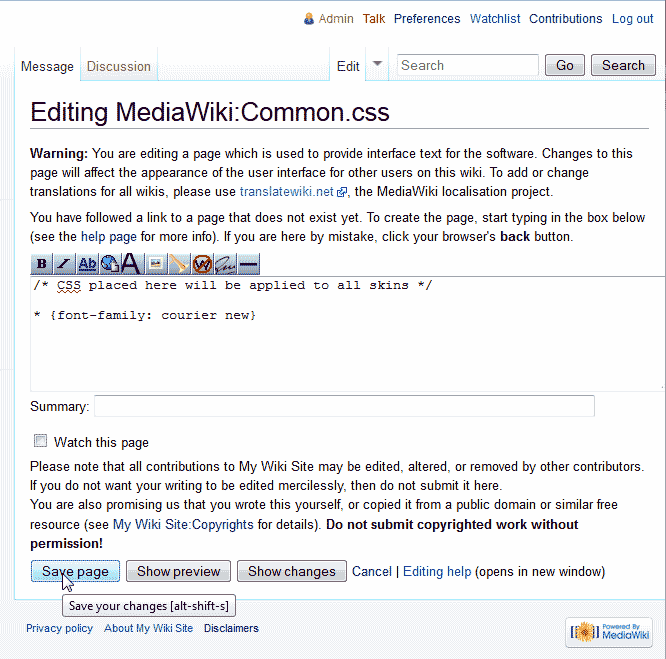 Admin Talk Preferences Watchlist Contributions Log out
Message Discussion Edit Search Go Search
Editing MediaWiki:Common.css
Warning: You are editing a page which is used to provide interface text for the software. Changes to this
page will affect the appearance of the user interface for other users on this wiki. To add or change
translations for all wikis, please use translatewiki.net, the MediaWiki localisation project.
You have followed a link to a page that does not exist yet. To create the page, start typing in the box below
(see the help page for more info). If you are here by mistake, click your browser's back button.
B I Ab A W
/* CSS placed here will be applied to all skins */
* {font-family: courier new}
Summary:
Watch this page
Please note that all contributions to My Wiki Site may be edited, altered, or removed by other contributors.
If you do not want your writing to be edited mercilessly, then do not submit it here.
You are also promising us that you wrote this yourself, or copied it from a public domain or similar free
resource (see My Wiki Site:Copyrights for details). Do not submit copyrighted work without
permission!
Save page Show preview Show changes Cancel | Editing help (opens in new window)
Save your changes [alt-shift-s]
Privacy policy About My Wiki Site Disclaimers
Powered By
MediaWiki